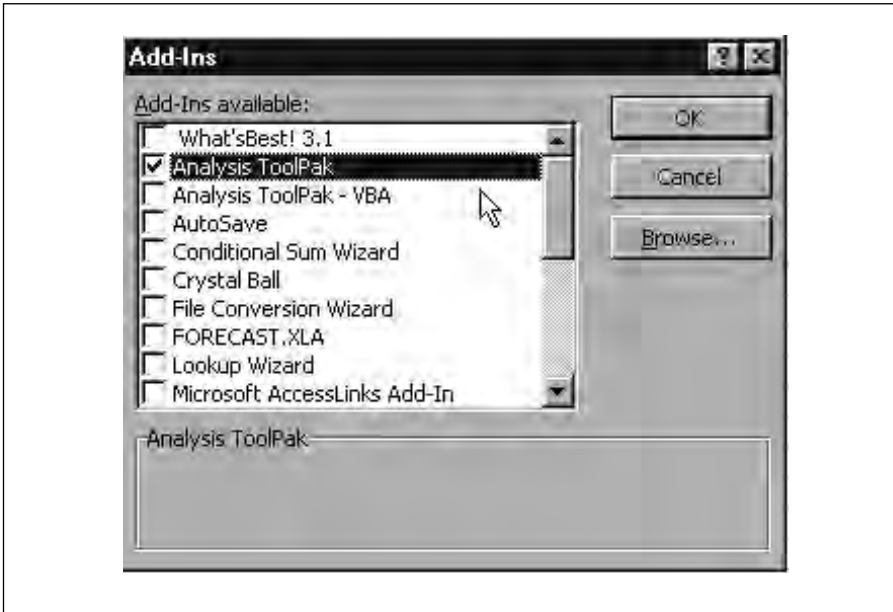 Add-Ins
Add-Ins available:
What'sBest! 3.1
Analysis ToolPak
Analysis ToolPak - VBA
AutoSave
Conditional Sum Wizard
Crystal Ball
File Conversion Wizard
FORECAST.XLA
Lookup Wizard
Microsoft AccessLinks Add-In
OK
Cancel
Browse...
Analysis ToolPak